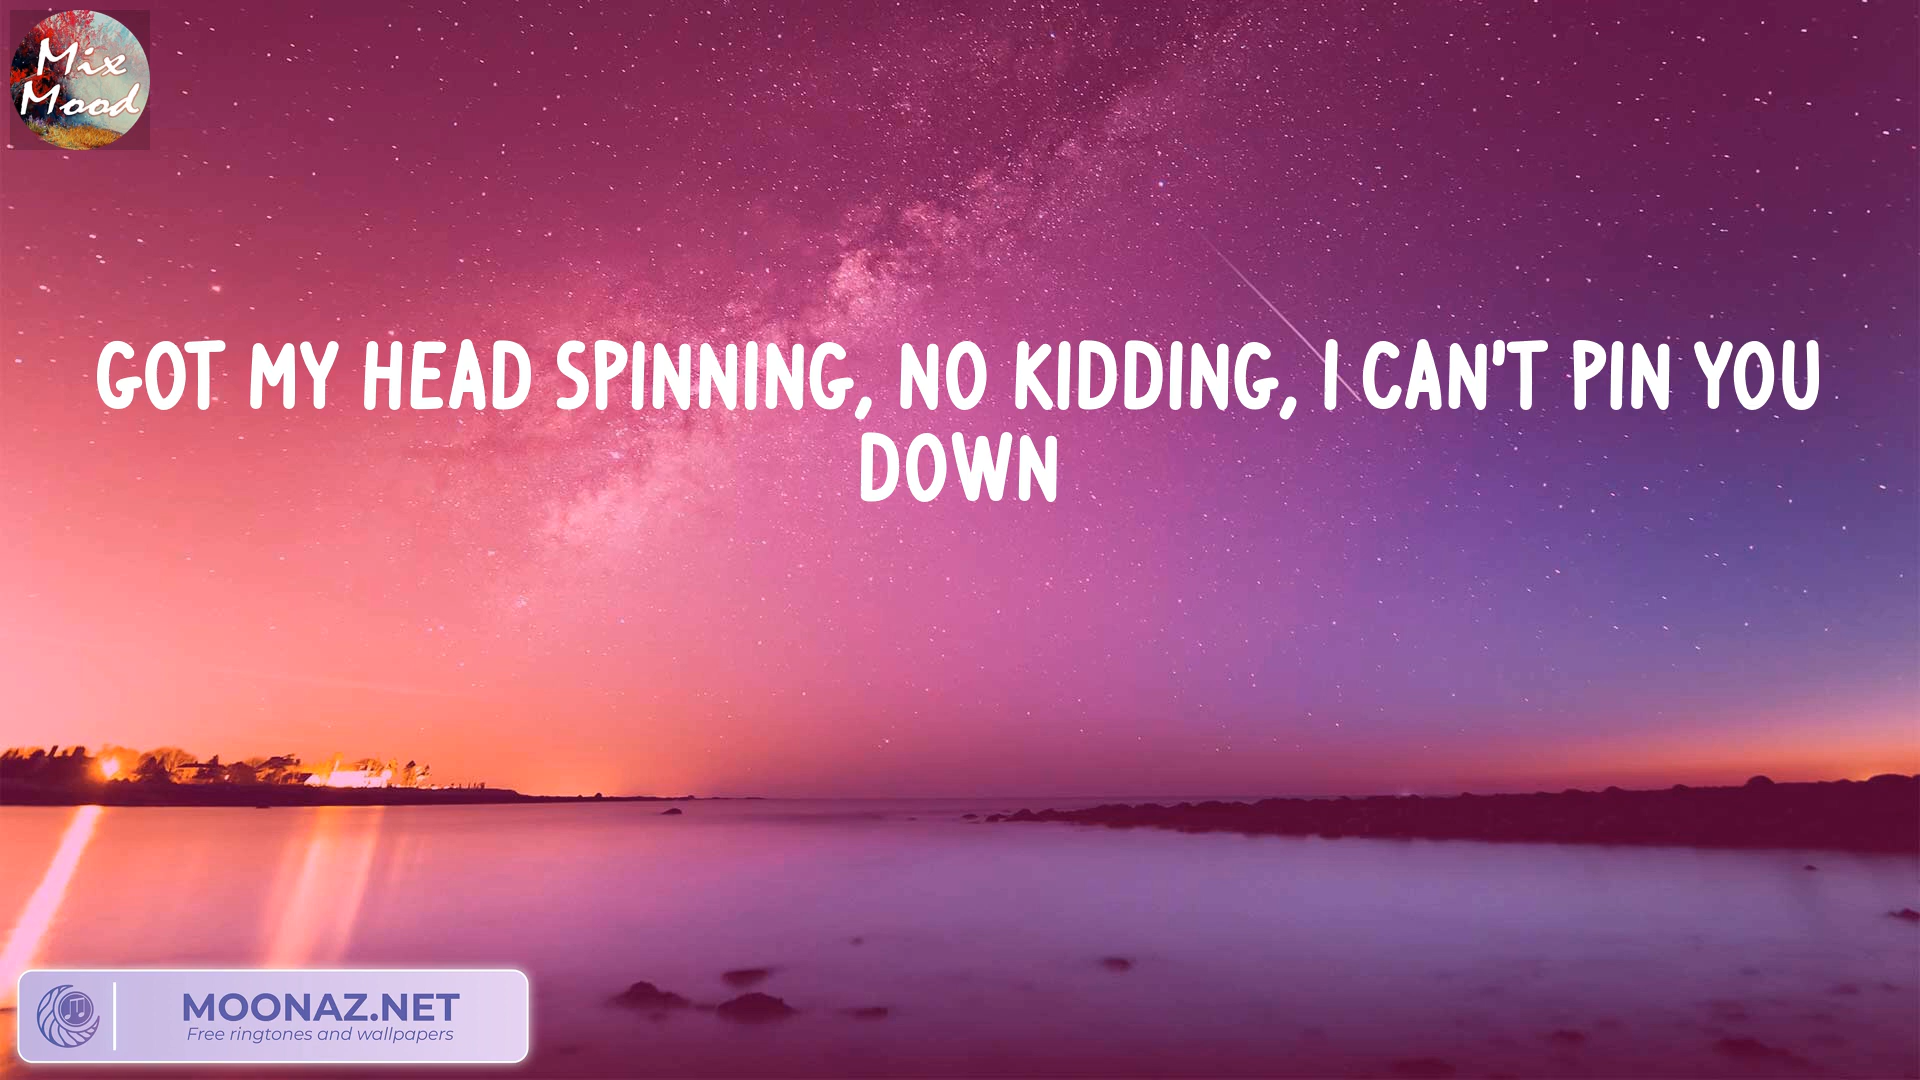 Mix
Mood
GOT MY HEAD SPINNING, NO KIDDING, I CAN'T PIN YOU
DOWN
MOONAZ.NET
Free ringtones and wallpapers